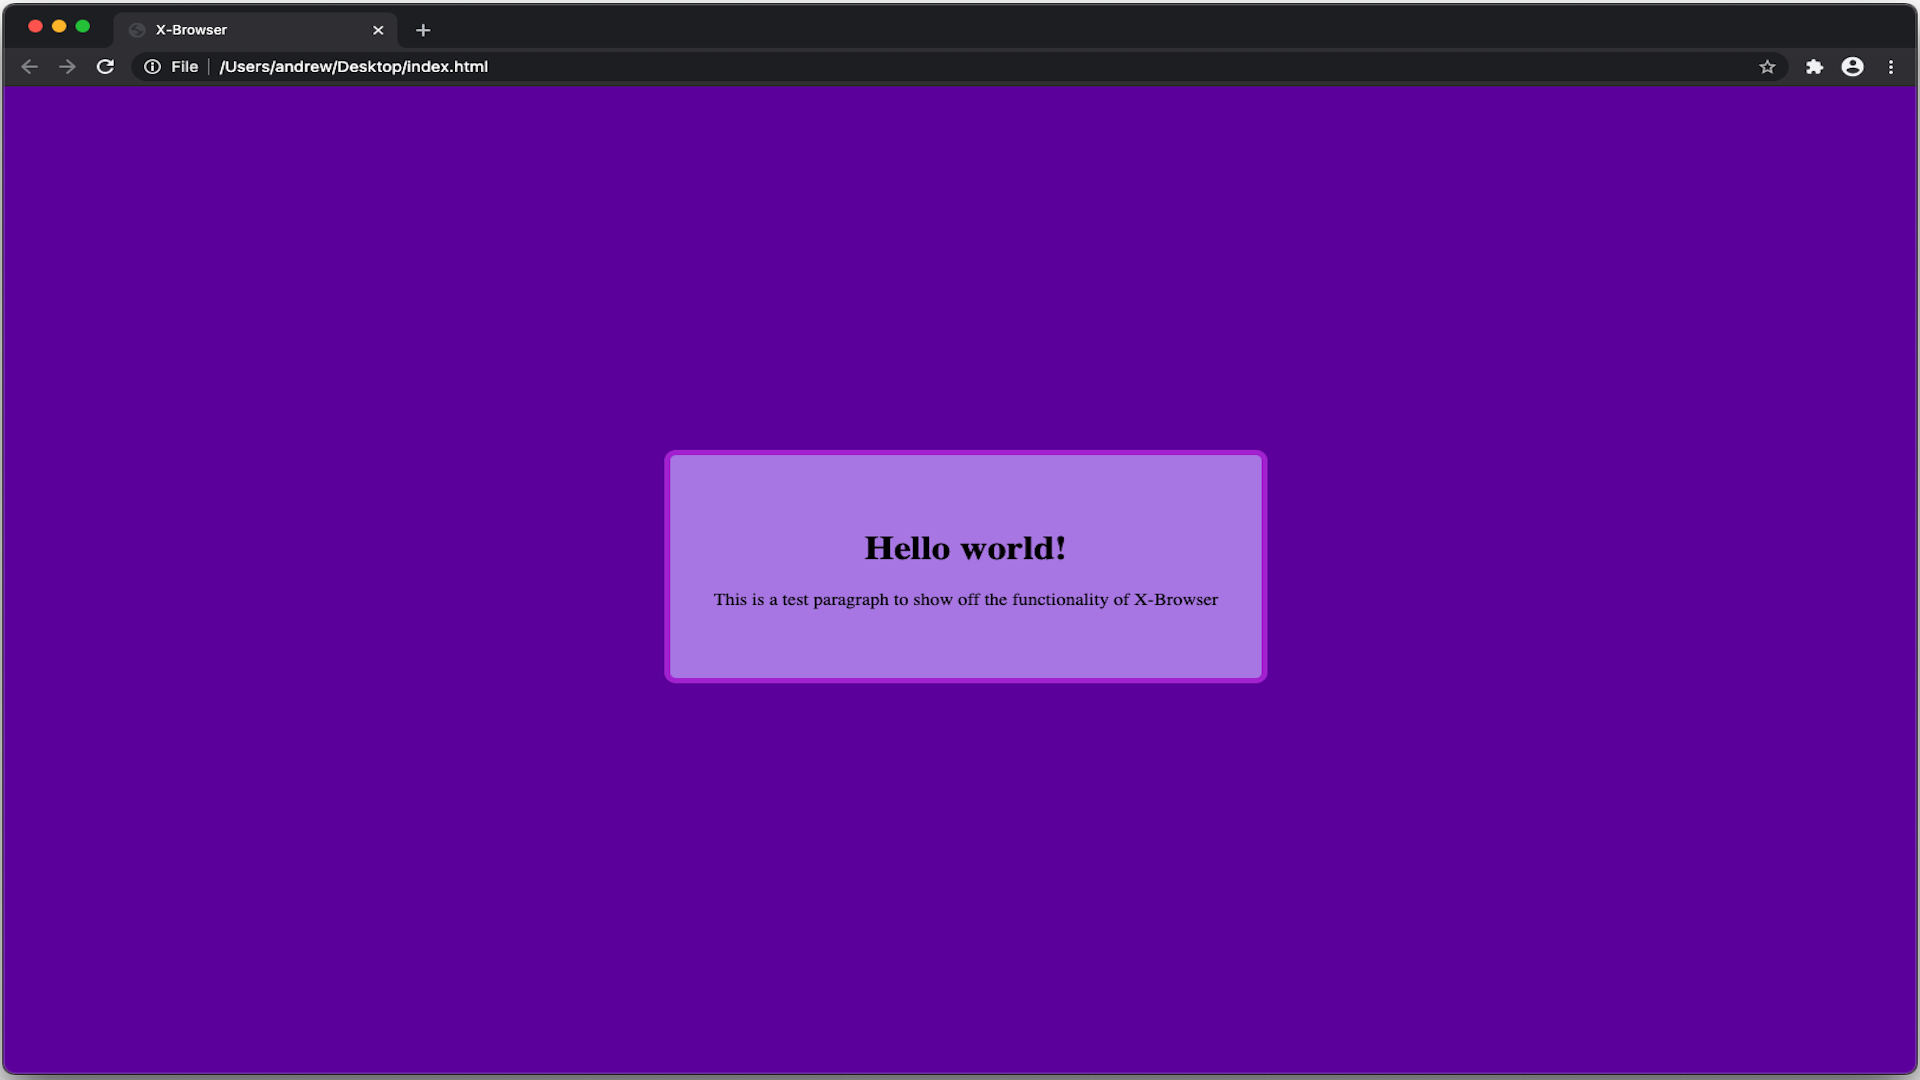 X-Browser
File /Users/andrew/Desktop/index.html
Hello world!
This is a test paragraph to show off the functionality of X-Browser